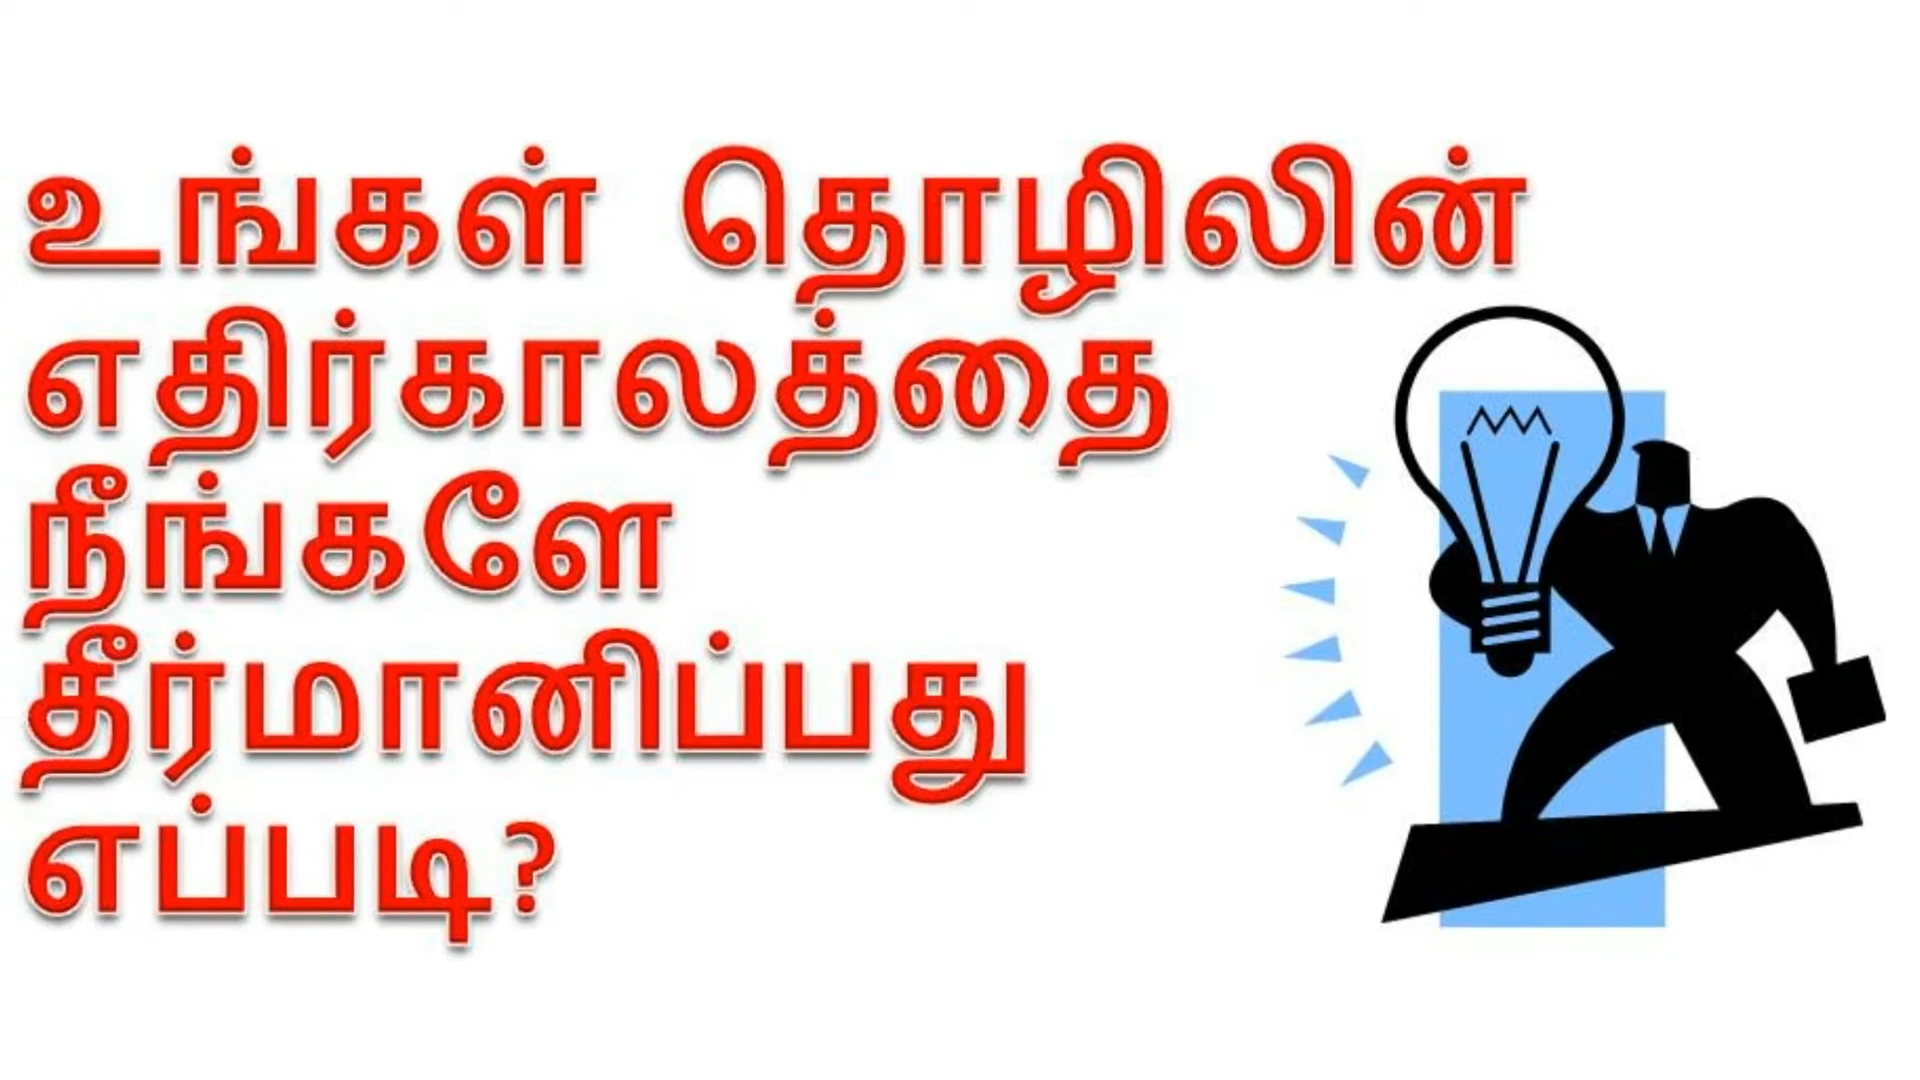 உங்கள் தொழிலின்
எதிர்காலத்தை
நீங்களே
தீர்மானிப்பது
எப்படி?